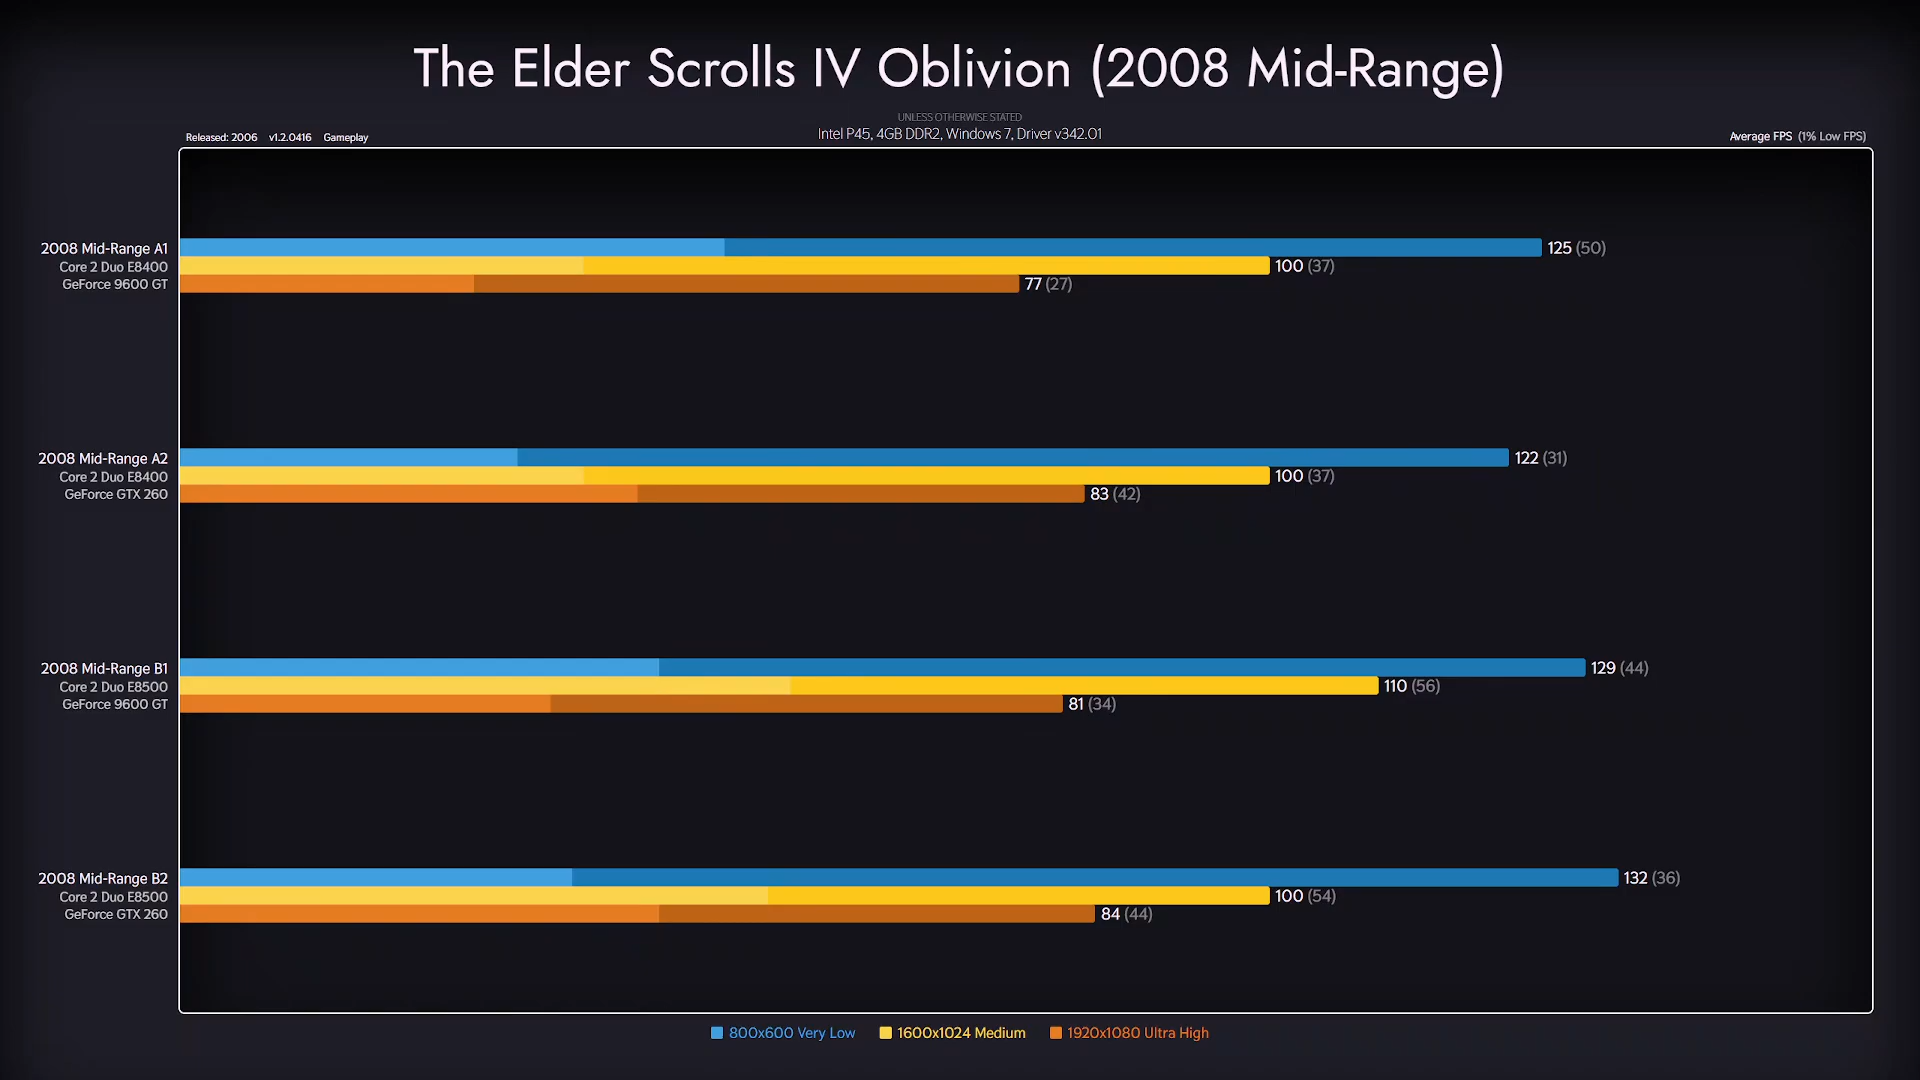 The Elder Scrolls IV Oblivion (2008 Mid-Range)
UNLESS OTHERWISE STATED
Intel P45, 4GB DDR2, Windows 7, Driver v342.01
Released: 2006 v1.2.0416 Gameplay
Average FPS (1% Low FPS)
2008 Mid-Range A1
Core 2 Duo E8400
GeForce 9600 GT
125 (50)
100 (37)
77 (27)
2008 Mid-Range A2
Core 2 Duo E8400
GeForce GTX 260
122 (31)
100 (37)
83 (42)
2008 Mid-Range B1
Core 2 Duo E8500
GeForce 9600 GT
129 (44)
110 (56)
81 (34)
2008 Mid-Range B2
Core 2 Duo E8500
GeForce GTX 260
132 (36)
100 (54)
84 (44)
800x600 Very Low 1600x1024 Medium 1920x1080 Ultra High